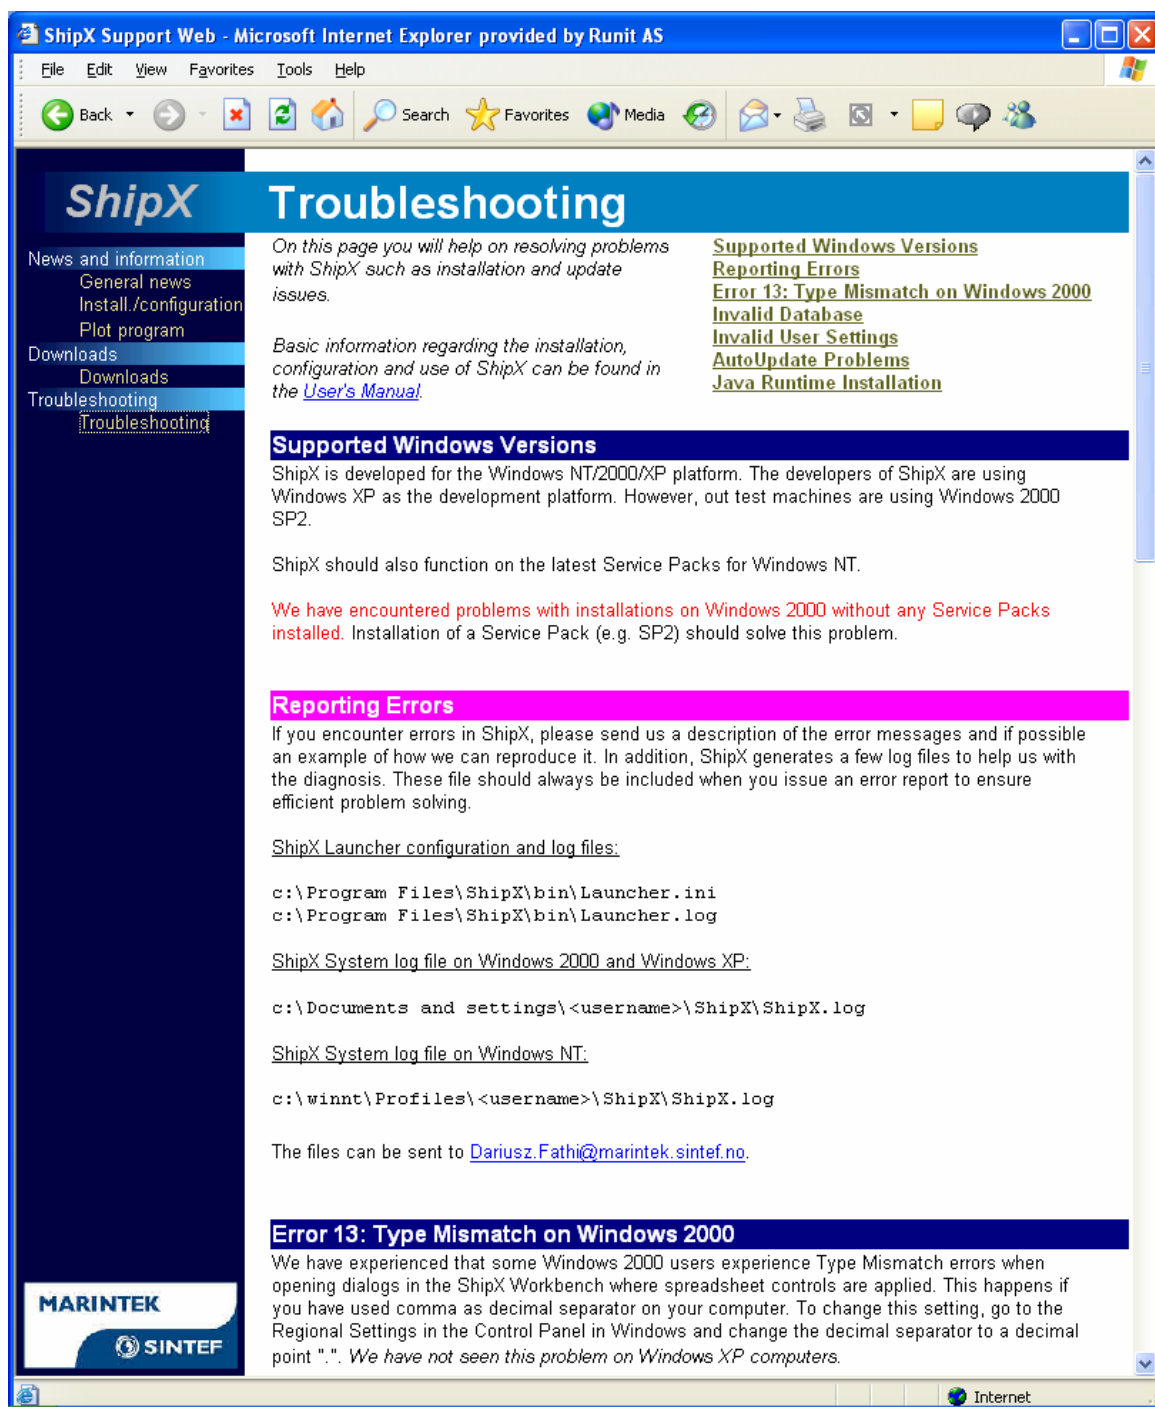 ShipX Support Web - Microsoft Internet Explorer provided by Runit AS
File Edit View Favorites Tools Help
Back Search Favorites Media
ShipX
News and information
General news
Install./configuration
Plot program
Downloads
Downloads
Troubleshooting
Troubleshooting
Troubleshooting
On this page you will help on resolving problems
with ShipX such as installation and update
issues.
Basic information regarding the installation,
configuration and use of ShipX can be found in
the User's Manual.
Supported Windows Versions
Reporting Errors
Error 13: Type Mismatch on Windows 2000
Invalid Database
Invalid User Settings
AutoUpdate Problems
Java Runtime Installation
Supported Windows Versions
ShipX is developed for the Windows NT/2000/XP platform. The developers of ShipX are using
Windows XP as the development platform. However, out test machines are using Windows 2000
SP2.
ShipX should also function on the latest Service Packs for Windows NT.
We have encountered problems with installations on Windows 2000 without any Service Packs
installed. Installation of a Service Pack (e.g. SP2) should solve this problem.
Reporting Errors
If you encounter errors in ShipX, please send us a description of the error messages and if possible
an example of how we can reproduce it. In addition, ShipX generates a few log files to help us with
the diagnosis. These file should always be included when you issue an error report to ensure
efficient problem solving.
ShipX Launcher configuration and log files:
c:\Program Files\ShipX\bin\Launcher.ini
c:\Program Files\ShipX\bin\Launcher.log
ShipX System log file on Windows 2000 and Windows XP:
c:\Documents and settings\<username>\ShipX\ShipX.log
ShipX System log file on Windows NT:
c:\winnt\Profiles\<username>\ShipX\ShipX.log
The files can be sent to Dariusz.Fathi@marintek.sintef.no.
Error 13: Type Mismatch on Windows 2000
We have experienced that some Windows 2000 users experience Type Mismatch errors when
opening dialogs in the ShipX Workbench where spreadsheet controls are applied. This happens if
you have used comma as decimal separator on your computer. To change this setting, go to the
Regional Settings in the Control Panel in Windows and change the decimal separator to a decimal
point ".". We have not seen this problem on Windows XP computers.
MARINTEK
SINTEF
Internet